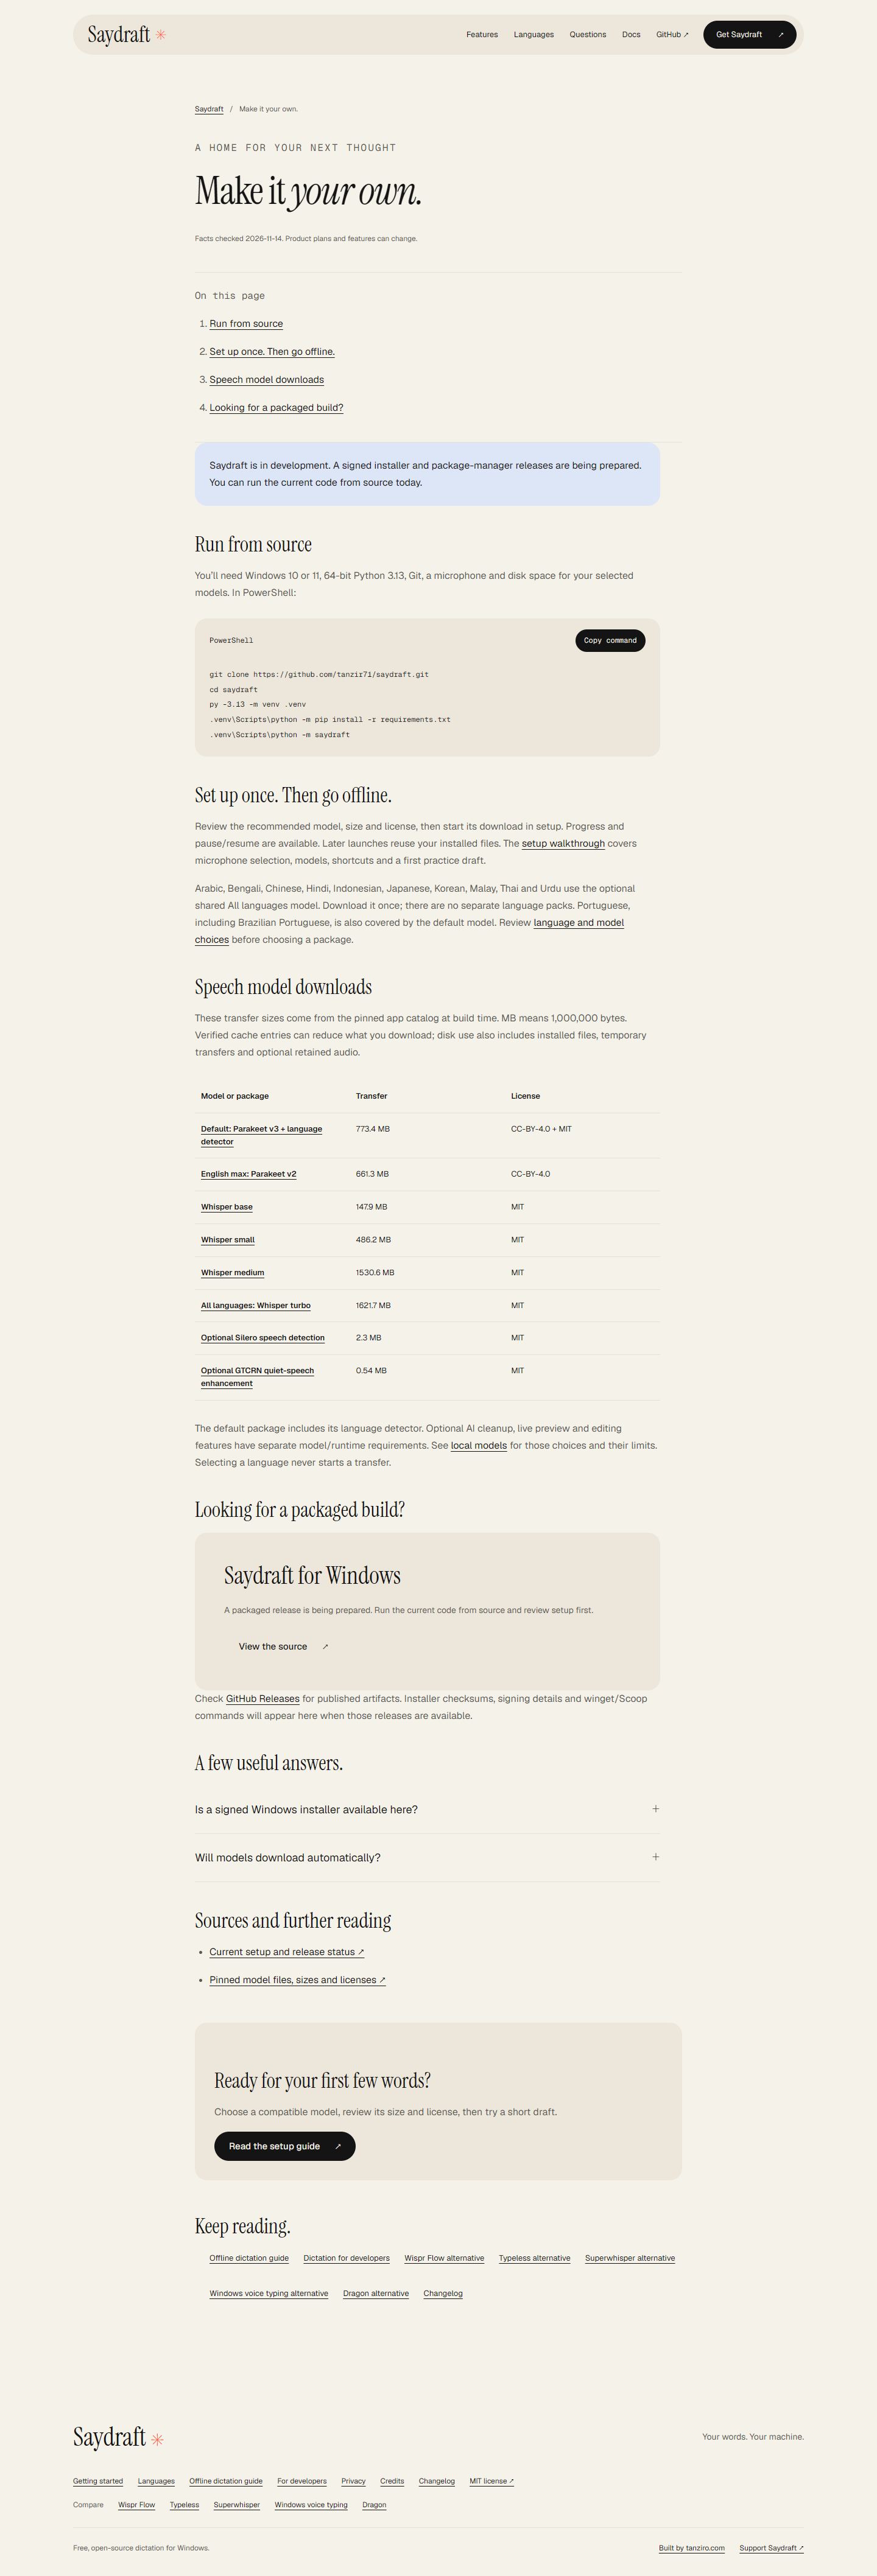 Saydraft
Features Languages Questions Docs GitHub ↗ Get Saydraft ↗
Saydraft / Make it your own.
A HOME FOR YOUR NEXT THOUGHT
Make it your own.
Facts checked 2026-11-14. Product plans and features can change.
On this page
1. Run from source
2. Set up once. Then go offline.
3. Speech model downloads
4. Looking for a packaged build?
Saydraft is in development. A signed installer and package-manager releases are being prepared.
You can run the current code from source today.
Run from source
You'll need Windows 10 or 11, 64-bit Python 3.13, Git, a microphone and disk space for your selected
models. In PowerShell:
PowerShell Copy command
git clone https://github.com/tanzir71/saydraft.git
cd saydraft
py -3.13 -m venv .venv
.venv\Scripts\python -m pip install -r requirements.txt
.venv\Scripts\python -m saydraft
Set up once. Then go offline.
Review the recommended model, size and license, then start its download in setup. Progress and
pause/resume are available. Later launches reuse your installed files. The setup walkthrough covers
microphone selection, models, shortcuts and a first practice draft.
Arabic, Bengali, Chinese, Hindi, Indonesian, Japanese, Korean, Malay, Thai and Urdu use the optional
shared All languages model. Download it once; there are no separate language packs. Portuguese,
including Brazilian Portuguese, is also covered by the default model. Review language and model
choices before choosing a package.
Speech model downloads
These transfer sizes come from the pinned app catalog at build time. MB means 1,000,000 bytes.
Verified cache entries can reduce what you download; disk use also includes installed files, temporary
transfers and optional retained audio.
Model or package Transfer License
Default: Parakeet v3 + language
detector 773.4 MB CC-BY-4.0 + MIT
English max: Parakeet v2 661.3 MB CC-BY-4.0
Whisper base 147.9 MB MIT
Whisper small 486.2 MB MIT
Whisper medium 1530.6 MB MIT
All languages: Whisper turbo 1621.7 MB MIT
Optional Silero speech detection 2.3 MB MIT
Optional GTCRN quiet-speech
enhancement 0.54 MB MIT
The default package includes its language detector. Optional AI cleanup, live preview and editing
features have separate model/runtime requirements. See local models for those choices and their limits.
Selecting a language never starts a transfer.
Looking for a packaged build?
Saydraft for Windows
A packaged release is being prepared. Run the current code from source and review setup first.
View the source ↗
Check GitHub Releases for published artifacts. Installer checksums, signing details and winget/Scoop
commands will appear here when those releases are available.
A few useful answers.
Is a signed Windows installer available here? +
Will models download automatically? +
Sources and further reading
• Current setup and release status ↗
• Pinned model files, sizes and licenses ↗
Ready for your first few words?
Choose a compatible model, review its size and license, then try a short draft.
Read the setup guide ↗
Keep reading.
Offline dictation guide Dictation for developers Wispr Flow alternative Typeless alternative Superwhisper alternative
Windows voice typing alternative Dragon alternative Changelog
Saydraft
Your words. Your machine.
Getting started Languages Offline dictation guide For developers Privacy Credits Changelog MIT license ↗
Compare Wispr Flow Typeless Superwhisper Windows voice typing Dragon
Free, open-source dictation for Windows. Built by tanziro.com Support Saydraft ↗